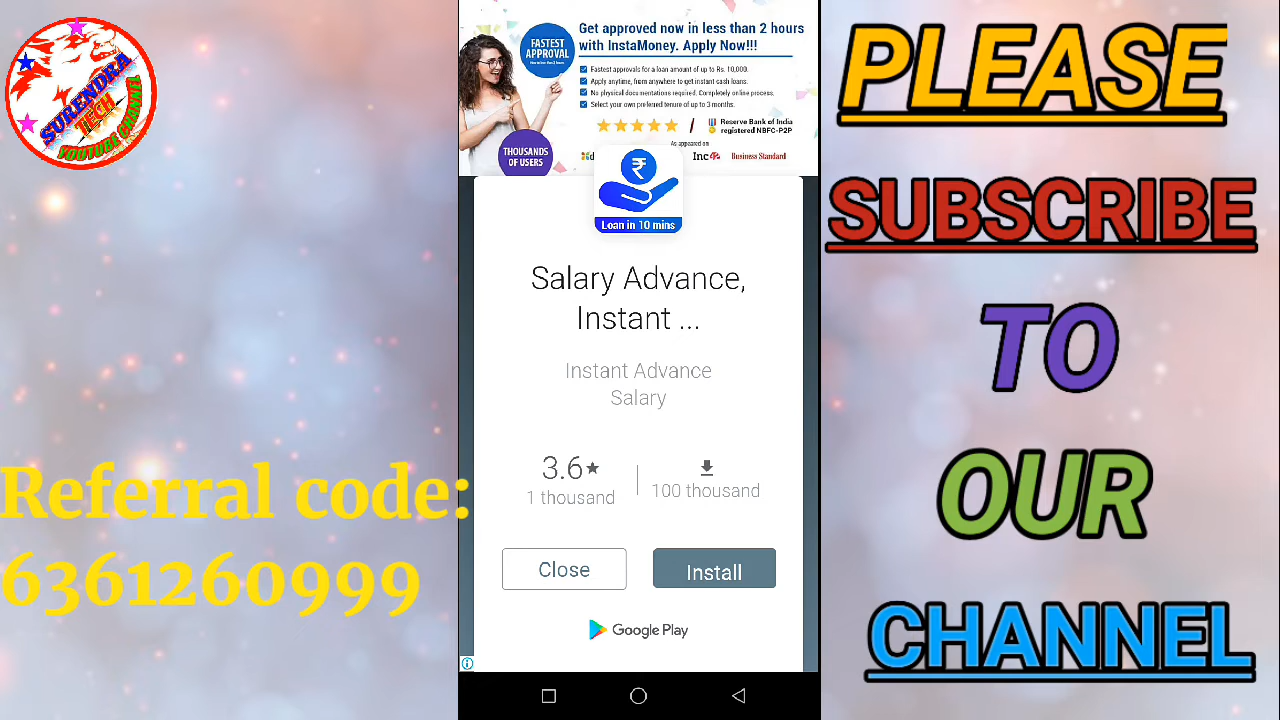 SURENDRA
TECH
YOUTUBE CHANNEL
Referral code:
6361260999
Get approved now in less than 2 hours
with InstaMoney. Apply Now!!!
FASTEST
APPROVAL
Fastest approvals for a loan amount of up to Rs. 10,000.
Apply anytime, from anywhere to get instant cash loans.
No physical documentations required. Completely online process.
Select your own preferred tenure of up to 3 months.
Reserve Bank of India
registered NBFC-P2P
THOUSANDS
OF USERS
As appeared on
Inc42 Business Standard
₹
Loan in 10 mins
Salary Advance,
Instant ...
Instant Advance
Salary
3.6★
1 thousand
100 thousand
Close
Install
Google Play
PLEASE
SUBSCRIBE
TO
OUR
CHANNEL